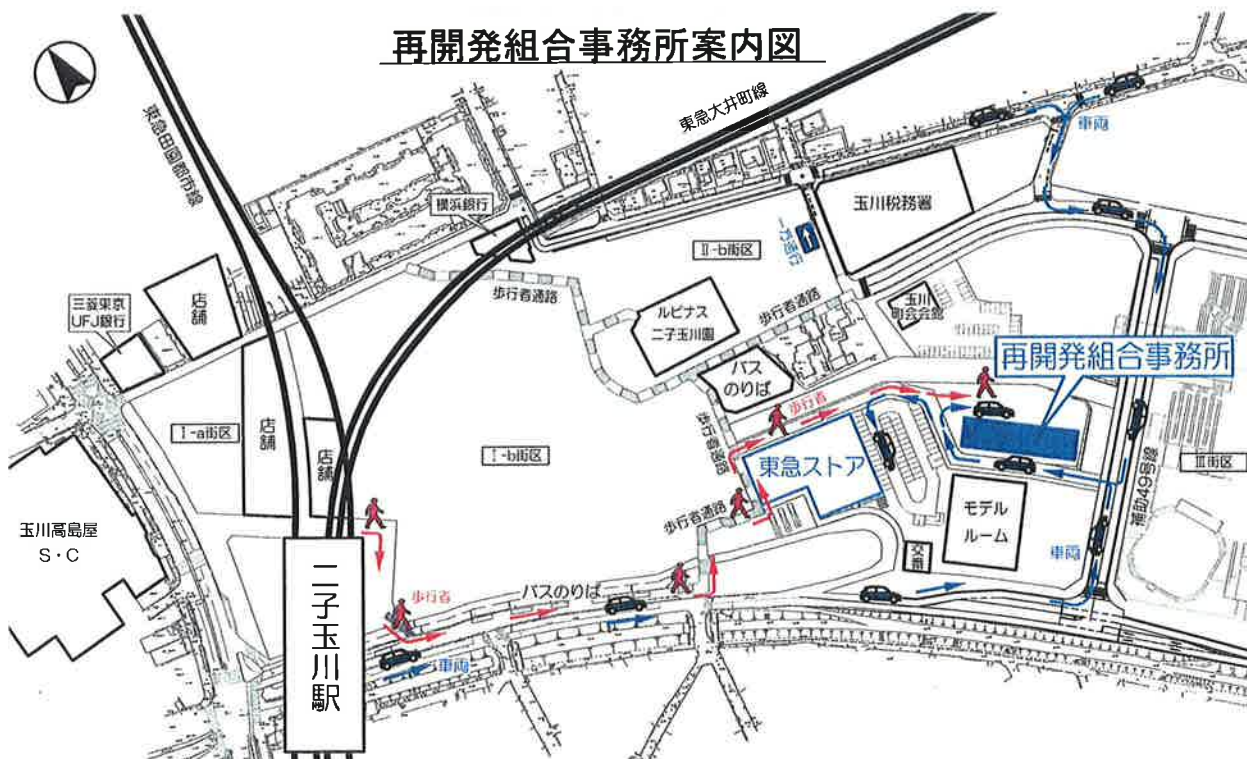 再開発組合事務所案内図
東急田園都市線
東急大井町線
車両
横浜銀行
玉川税務署
一方通行
Ⅱ-b街区
歩行者通路
三菱東京
UFJ銀行
店舗
ルピナス
二子玉川園
歩行者通路
玉川
町会会館
バス
のりば
再開発組合事務所
歩行者
Ⅰ-a街区
店舗
店舗
Ⅰ-b街区
歩行者通路
東急ストア
補助49号線
Ⅲ街区
玉川高島屋
S・C
歩行者通路
モデル
ルーム
交番
車両
二子玉川駅
歩行者
バスのりば
車両